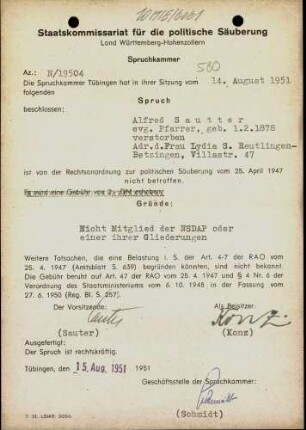 Staatskommissariat für die politische Säuberung
Land Württemberg-Hohenzollern
Spruchkammer
580
Az.: N/19504
Die Spruchkammer Tübingen hat in ihrer Sitzung vom 14. August 1951
folgenden
Spruch
beschlossen:
Alfred Sautter
evg. Pfarrer, geb. 1.2.1878
verstorben
Adr.d.Frau Lydia S. Reutlingen-
Betzingen, Villastr. 47
ist von der Rechtsanordnung zur politischen Säuberung vom 25. April 1947
nicht betroffen.
Es wird eine Gebühr von 2.- DM erhoben.
Gründe:
Nicht Mitglied der NSDAP oder
einer ihrer Gliederungen
Weitere Tatsachen, die eine Belastung i. S. der Art. 4-7 der RAO vom
25. 4. 1947 (Amtsblatt S. 659) begründen könnten, sind nicht bekannt.
Die Gebühr beruht auf Art. 47 der RAO vom 25. 4. 1947 und § 4 Nr. 6 der
Verordnung des Staatsministeriums vom 6. 10. 1948 in der Fassung vom
27. 6. 1950 (Reg. Bl. S. 257).
Der Vorsitzende: Als Beisitzer:
(Sauter) (Konz)
Ausgefertigt:
Der Spruch ist rechtskräftig.
Tübingen, den 15. Aug. 1951 1951
Geschäftsstelle der Spruchkammer:
(Schmidt)